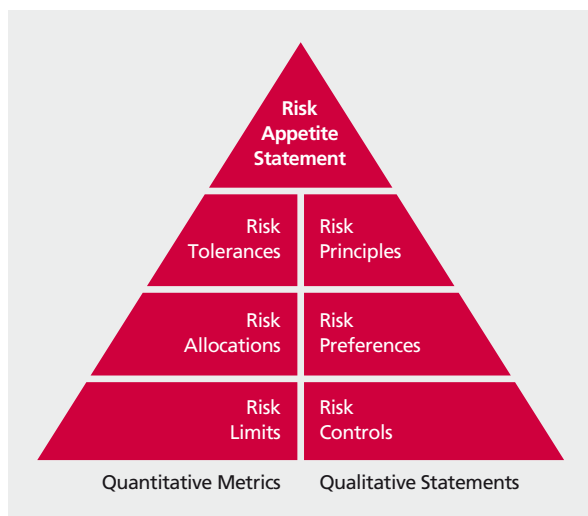 Risk
Appetite
Statement
Risk
Tolerances
Risk
Principles
Risk
Allocations
Risk
Preferences
Risk
Limits
Risk
Controls
Quantitative Metrics
Qualitative Statements